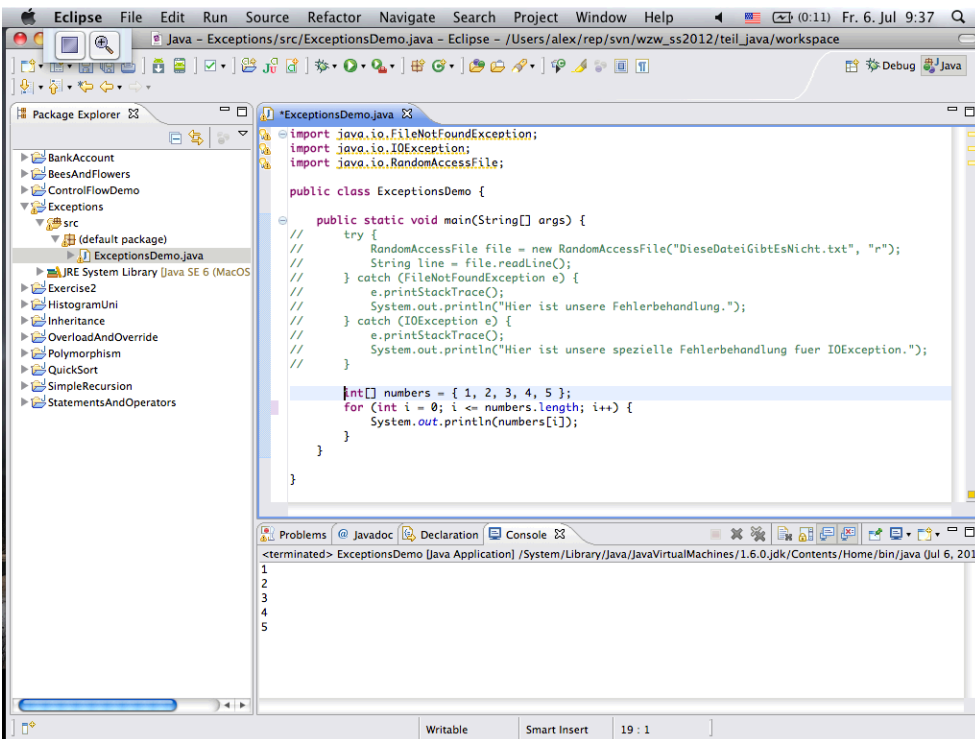 Eclipse File Edit Run Source Refactor Navigate Search Project Window Help (0:11) Fr. 6. Jul 9:37
Java – Exceptions/src/ExceptionsDemo.java – Eclipse – /Users/alex/rep/svn/wzw_ss2012/teil_java/workspace
Debug Java
Package Explorer
BankAccount
BeesAndFlowers
ControlFlowDemo
Exceptions
src
(default package)
ExceptionsDemo.java
JRE System Library [Java SE 6 (MacOS
Exercise2
HistogramUni
Inheritance
OverloadAndOverride
Polymorphism
QuickSort
SimpleRecursion
StatementsAndOperators
*ExceptionsDemo.java
import java.io.FileNotFoundException;
import java.io.IOException;
import java.io.RandomAccessFile;
public class ExceptionsDemo {
public static void main(String[] args) {
// try {
// RandomAccessFile file = new RandomAccessFile("DieseDateiGibtEsNicht.txt", "r");
// String line = file.readLine();
// } catch (FileNotFoundException e) {
// e.printStackTrace();
// System.out.println("Hier ist unsere Fehlerbehandlung.");
// } catch (IOException e) {
// e.printStackTrace();
// System.out.println("Hier ist unsere spezielle Fehlerbehandlung fuer IOException.");
// }
int[] numbers = { 1, 2, 3, 4, 5 };
for (int i = 0; i <= numbers.length; i++) {
System.out.println(numbers[i]);
}
}
}
Problems @ Javadoc Declaration Console
<terminated> ExceptionsDemo [Java Application] /System/Library/Java/JavaVirtualMachines/1.6.0.jdk/Contents/Home/bin/java (Jul 6, 201
1
2
3
4
5
Writable Smart Insert 19 : 1